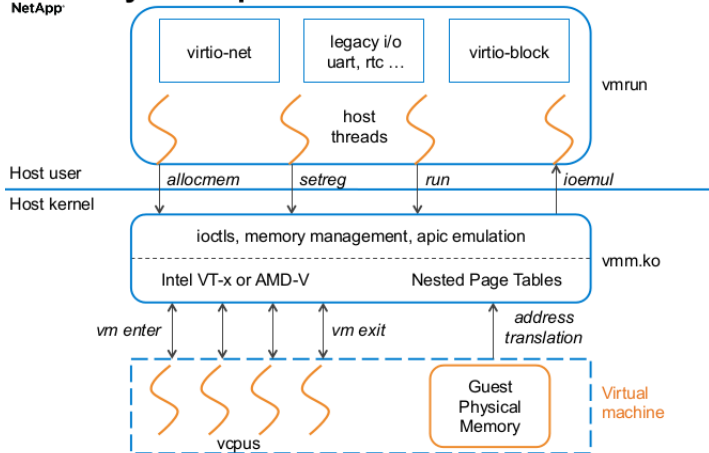 NetApp
virtio-net
legacy i/o
uart, rtc ...
virtio-block
vmrun
host
threads
Host user
allocmem
setreg
run
ioemul
Host kernel
ioctls, memory management, apic emulation
vmm.ko
Intel VT-x or AMD-V
Nested Page Tables
vm enter
vm exit
address
translation
Guest
Physical
Memory
Virtual
machine
vcpus